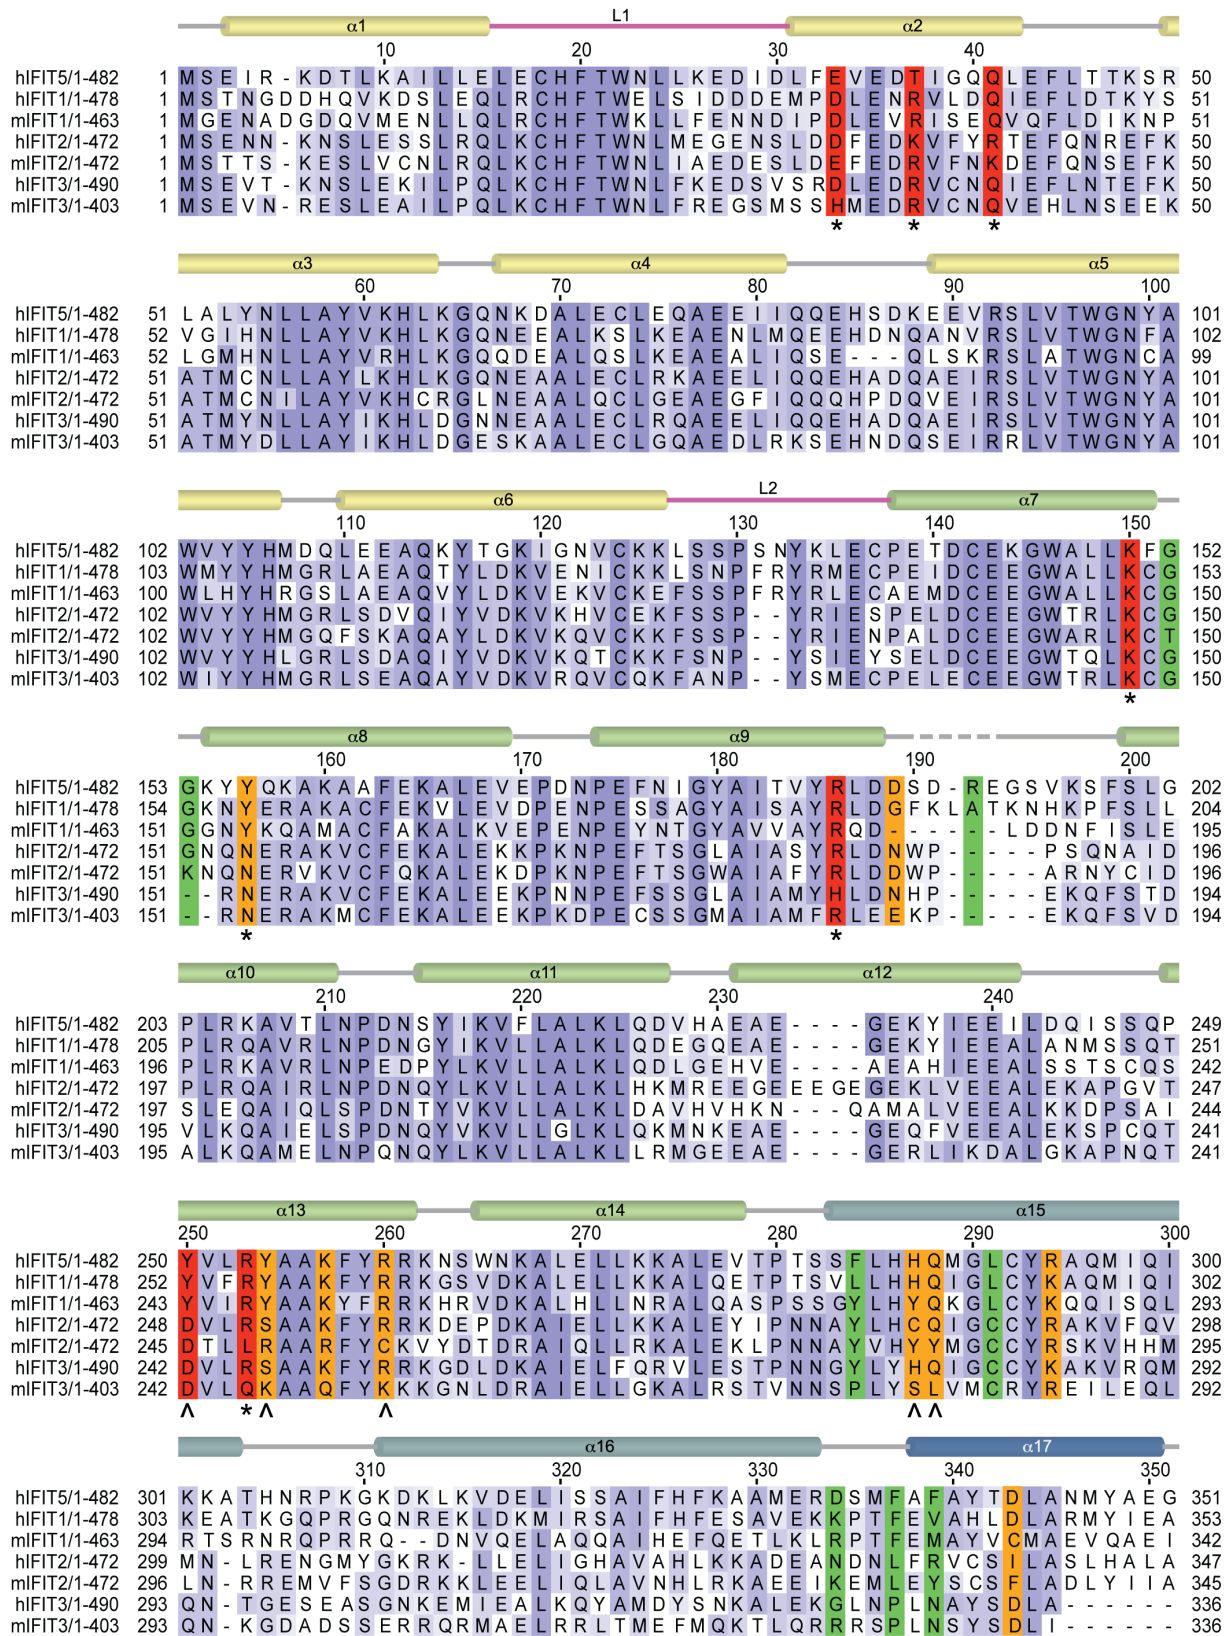 α1 L1 α2
10 20 30 40
hIFIT5/1-482 1 MSEIR-KDTLKAILLELECHFTWNLLKEDIDLFEVEDTIGQQLEFLTTKSR 50
hIFIT1/1-478 1 MSTNGDDHQVKDSLEQLRCHFTWELSIDDDEMPDLENRVLDQIEFLDTKYS 51
mIFIT1/1-463 1 MGENADGDQVMENLLQLRCHFTWKLLFENNDIPDLEVRISEQVQFLDIKNP 51
hIFIT2/1-472 1 MSENN-KNSLESSLRQLKCHFTWNLMEGENSLDDFEDKVFYRTEFQNREFK 50
mIFIT2/1-472 1 MSTTS-KESLVCNLRQLKCHFTWNLIAEDESLDEFEDRVFNKDEFQNSEFK 50
hIFIT3/1-490 1 MSEVT-KNSLEKILPQLKCHFTWNLFKEDSVSRDLEDRVCNQIEFLNTEFK 50
mIFIT3/1-403 1 MSEVN-RESLEAILPQLKCHFTWNLFREGSMSSHMEDRVCNQVEHLNSEEK 50
* * *
α3 α4 α5
60 70 80 90 100
hIFIT5/1-482 51 LALYNLLAYVKHLKGQNKDALECLEQAEEIIQQEHSDKEEVRSLVTWGNYA 101
hIFIT1/1-478 52 VGIHNLLAYVKHLKGQNEEALKSLKEAENLMQEEHDNQANVRSLVTWGNFA 102
mIFIT1/1-463 52 LGMHNLLAYVRHLKGQQDEALQSLKEAEALIQSE---QLSKRSLATWGNCA 99
hIFIT2/1-472 51 ATMCNLLAYLKHLKGQNEAALECLRKAEELIQQEHADQAEIRSLVTWGNYA 101
mIFIT2/1-472 51 ATMCNILAYVKHCRGLNEAALQCLGEAEGFIQQQHPDQVEIRSLVTWGNYA 101
hIFIT3/1-490 51 ATMYNLLAYIKHLDGNNEAALECLRQAEELIQQEHADQAEIRSLVTWGNYA 101
mIFIT3/1-403 51 ATMYDLLAYIKHLDGESKAALECLGQAEDLRKSEHNDQSEIRRLVTWGNYA 101
α6 L2 α7
110 120 130 140 150
hIFIT5/1-482 102 WVYYHMDQLEEAQKYTGKIGNVCKKLSSPSNYKLECPETDCEKGWALLKFG 152
hIFIT1/1-478 103 WMYYHMGRLAEAQTYLDKVENICKKLSNPFRYRMECPEIDCEEGWALLKCG 153
mIFIT1/1-463 100 WLHYHRGSLAEAQVYLDKVEKVCKEFSSPFRYRLECAEMDCEEGWALLKCG 150
hIFIT2/1-472 102 WVYYHMGRLSDVQIYVDKVKHVCEKFSSP--YRIESPELDCEEGWTRLKCG 150
mIFIT2/1-472 102 WVYYHMGQFSKAQAYLDKVKQVCKKFSSP--YRIENPALDCEEGWARLKCT 150
hIFIT3/1-490 102 WVYYHLGRLSDAQIYVDKVKQTCKKFSNP--YSIEYSELDCEEGWTQLKCG 150
mIFIT3/1-403 102 WIYYHMGRLSEAQAYVDKVRQVCQKFANP--YSMECPELECEEGWTRLKCG 150
*
α8 α9
160 170 180 190 200
hIFIT5/1-482 153 GKYYQKAKAAFEKALEVEPDNPEFNIGYAITVYRLDDSD-REGSVKSFSLG 202
hIFIT1/1-478 154 GKNYERAKACFEKVLEVDPENPESSAGYAISAYRLDGFKLATKNHKPFSLL 204
mIFIT1/1-463 151 GGNYKQAMACFAKALKVEPENPEYNTGYAVVAYRQD------LDDNFISLE 195
hIFIT2/1-472 151 GNQNERAKVCFEKALEKKPKNPEFTSGLAIASYRLDNWP-----PSQNAID 196
mIFIT2/1-472 151 KNQNERVKVCFQKALEKDPKNPEFTSGWAIAFYRLDDWP-----ARNYCID 196
hIFIT3/1-490 151 --RNERAKVCFEKALEEKPNNPEFSSGLAIAMYHLDNHP-----EKQFSTD 194
mIFIT3/1-403 151 --RNERAKMCFEKALEEKPKDPECSSGMAIAMFRLEEKP-----EKQFSVD 194
* *
α10 α11 α12
210 220 230 240
hIFIT5/1-482 203 PLRKAVTLNPDNSYIKVFLALKLQDVHAEAE----GEKYIEEILDQISSQP 249
hIFIT1/1-478 205 PLRQAVRLNPDNGYIKVLLALKLQDEGQEAE----GEKYIEEALANMSSQT 251
mIFIT1/1-463 196 PLRKAVRLNPEDPYLKVLLALKLQDLGEHVE----AEAHIEEALSSTSCQS 242
hIFIT2/1-472 197 PLRQAIRLNPDNQYLKVLLALKLHKMREEGEEEGEGEKLVEEALEKAPGVT 247
mIFIT2/1-472 197 SLEQAIQLSPDNTYVKVLLALKLDAVHVHKN---QAMALVEEALKKDPSAI 244
hIFIT3/1-490 195 VLKQAIELSPDNQYVKVLLGLKLQKMNKEAE----GEQFVEEALEKSPCQT 241
mIFIT3/1-403 195 ALKQAMELNPQNQYLKVLLALKLLRMGEEAE----GERLIKDALGKAPNQT 241
α13 α14 α15
250 260 270 280 290 300
hIFIT5/1-482 250 YVLRYAAKFYRRKNSWNKALELLKKALEVTPTSSFLHHQMGLCYRAQMIQI 300
hIFIT1/1-478 252 YVFRYAAKFYRRKGSVDKALELLKKALQETPTSVLLHHQIGLCYKAQMIQI 302
mIFIT1/1-463 243 YVIRYAAKYFRRKHRVDKALHLLNRALQASPSSGYLHYQKGLCYKQQISQL 293
hIFIT2/1-472 248 DVLRSAAKFYRRKDEPDKAIELLKKALEYIPNNAYLHCQIGCCYRAKVFQV 298
mIFIT2/1-472 245 DTLLRAAKFYCKVYDTDRAIQLLRKALEKLPNNAYVHYYMGCCYRSKVHHM 295
hIFIT3/1-490 242 DVLRSAAKFYRRKGDLDKAIELFQRVLESTPNNGYLYHQIGCCYKAKVRQM 292
mIFIT3/1-403 242 DVLQKAAQFYKKKGNLDRAIELLGKALRSTVNNSPLYSLVMCRYREILEQL 292
^ * ^ ^ ^ ^
α16 α17
310 320 330 340 350
hIFIT5/1-482 301 KKATHNRPKGKDKLKVDELISSAIFHFKAAMERDSMFAFAYTDLANMYAEG 351
hIFIT1/1-478 303 KEATKGQPRGQNREKLDKMIRSAIFHFESAVEKKPTFEVAHLDLARMYIEA 353
mIFIT1/1-463 294 RTSRNRQPRRQ--DNVQELAQQAIHEFQETLKLRPTFEMAYVCMAEVQAEI 342
hIFIT2/1-472 299 MN-LRENGMYGKRK-LLELIGHAVAHLKKADEANDNLFRVCSILASLHALA 347
mIFIT2/1-472 296 LN-RREMVFSGDRKKLEELIQLAVNHLRKAEEIKEMLEYSCSFLADLYIIA 345
hIFIT3/1-490 293 QN-TGESEASGNKEMIEALKQYAMDYSNKALEKGLNPLNAYSDLA------ 336
mIFIT3/1-403 293 QN-KGDADSSERRQRMAELRRLTMEFMQKTLQRRRSPLNSYSDLI------ 336